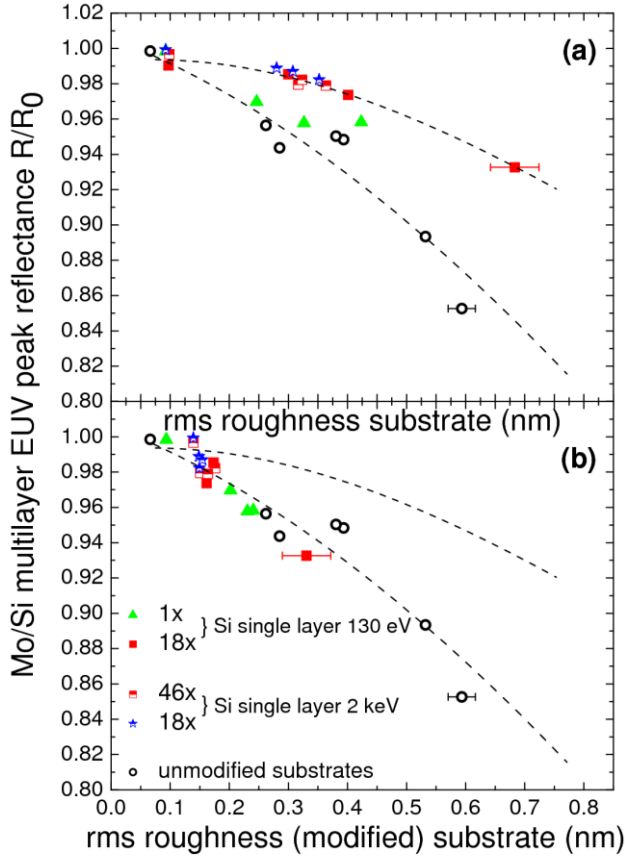 Mo/Si multilayer EUV peak reflectance R/R0
1.02
1.00
0.98
0.96
0.94
0.92
0.90
0.88
0.86
0.84
0.82
0.80
(a)
rms roughness substrate (nm)
1.00
0.98
0.96
0.94
0.92
0.90
0.88
0.86
0.84
0.82
0.80
(b)
1x
18x
} Si single layer 130 eV
46x
18x
} Si single layer 2 keV
unmodified substrates
0.0 0.1 0.2 0.3 0.4 0.5 0.6 0.7 0.8
rms roughness (modified) substrate (nm)